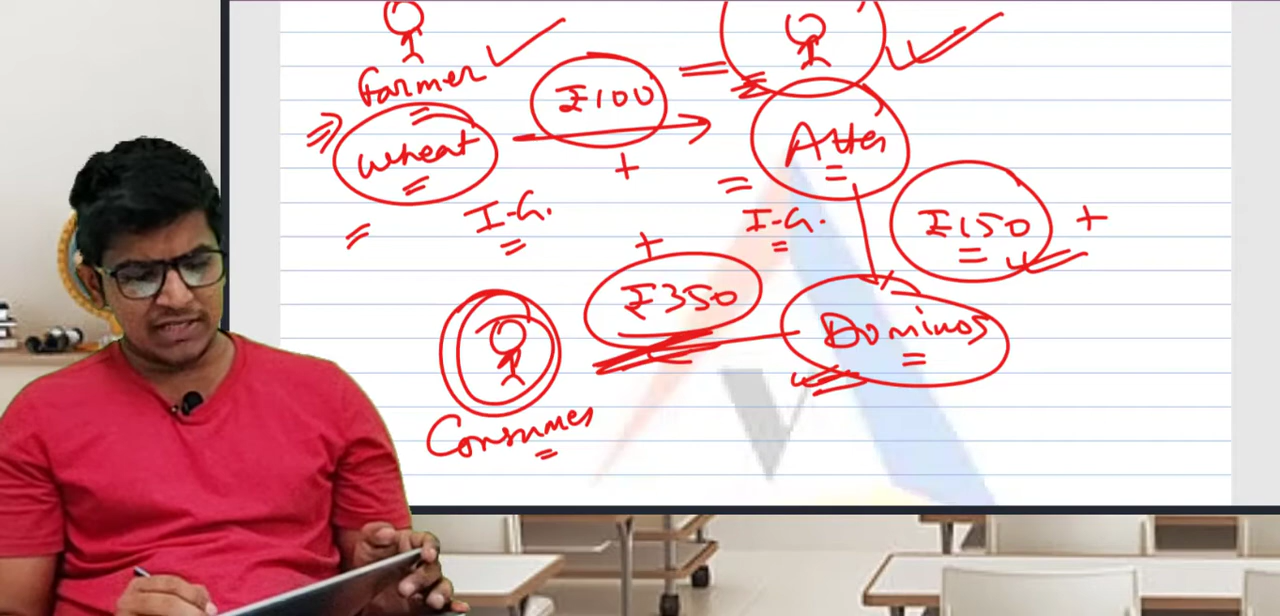 Farmer
₹100
Wheat
Atta
+
I.G.
I.G.
₹150 +
+
₹350
Dominos
Consumer